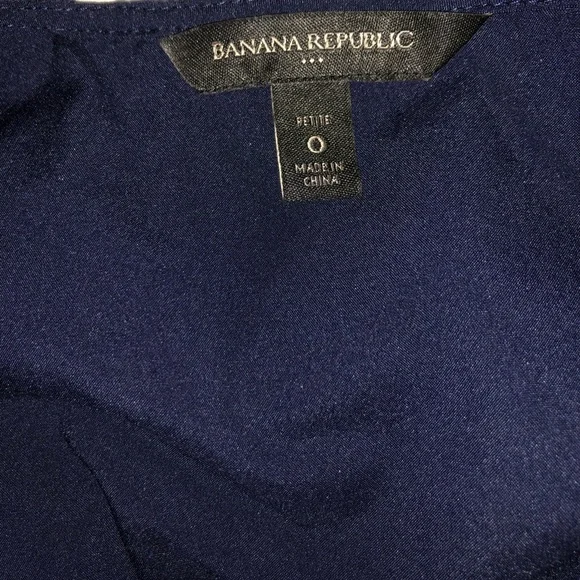 BANANA REPUBLIC
PETITE
0
MADE IN
CHINA